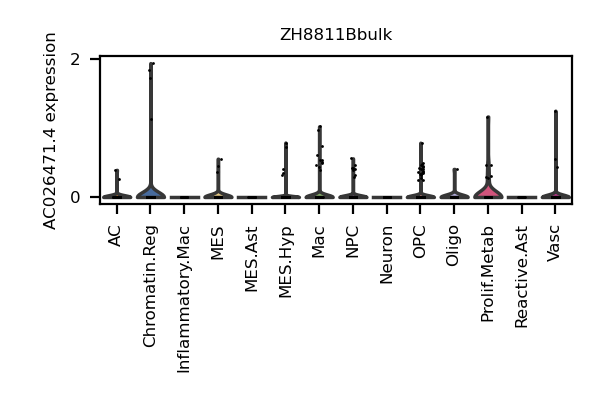 ZH8811Bbulk
AC026471.4 expression
2
0
AC
Chromatin.Reg
Inflammatory.Mac
MES
MES.Ast
MES.Hyp
Mac
NPC
Neuron
OPC
Oligo
Prolif.Metab
Reactive.Ast
Vasc